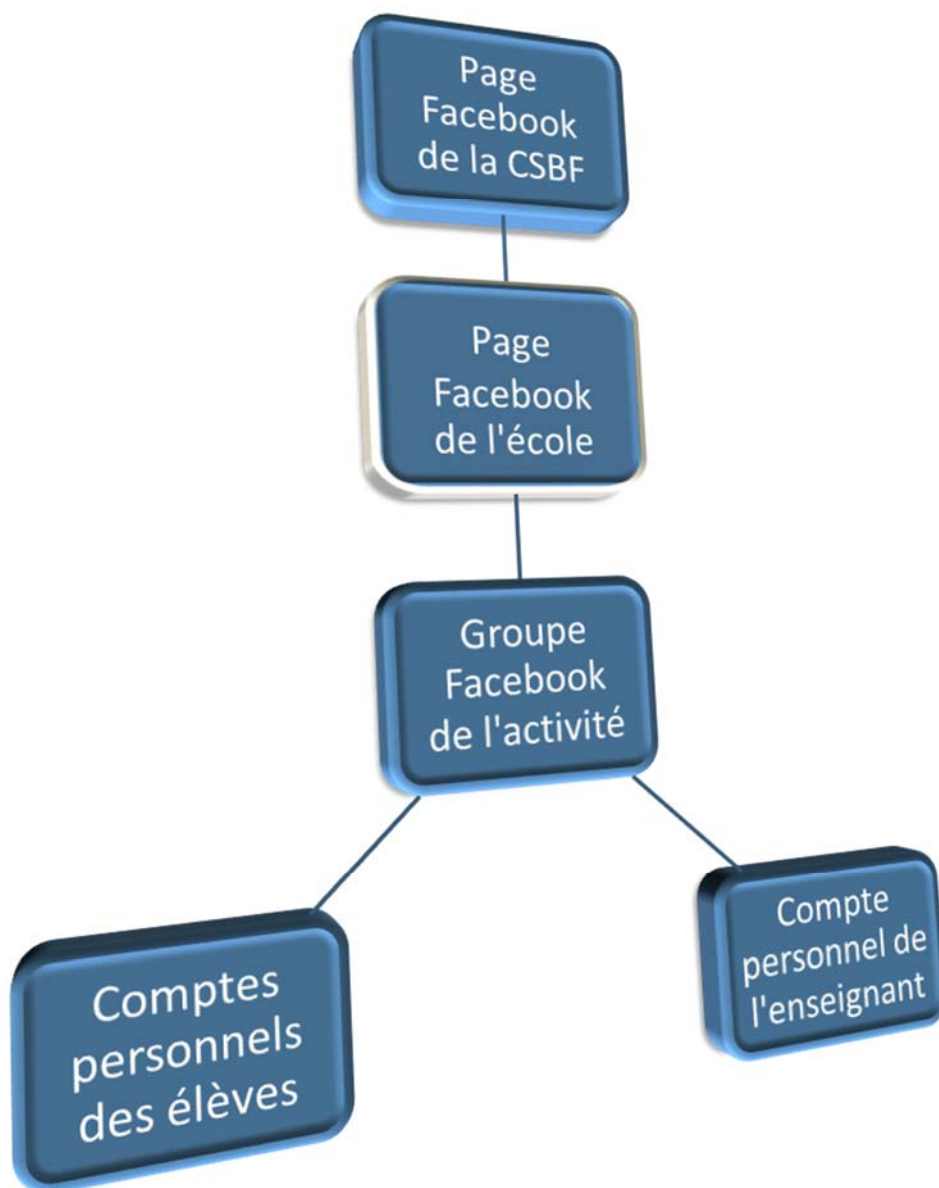 Page
Facebook
de la CSBF
Page
Facebook
de l'école
Groupe
Facebook
de l'activité
Comptes
personnels
des élèves
Compte
personnel de
l'enseignant